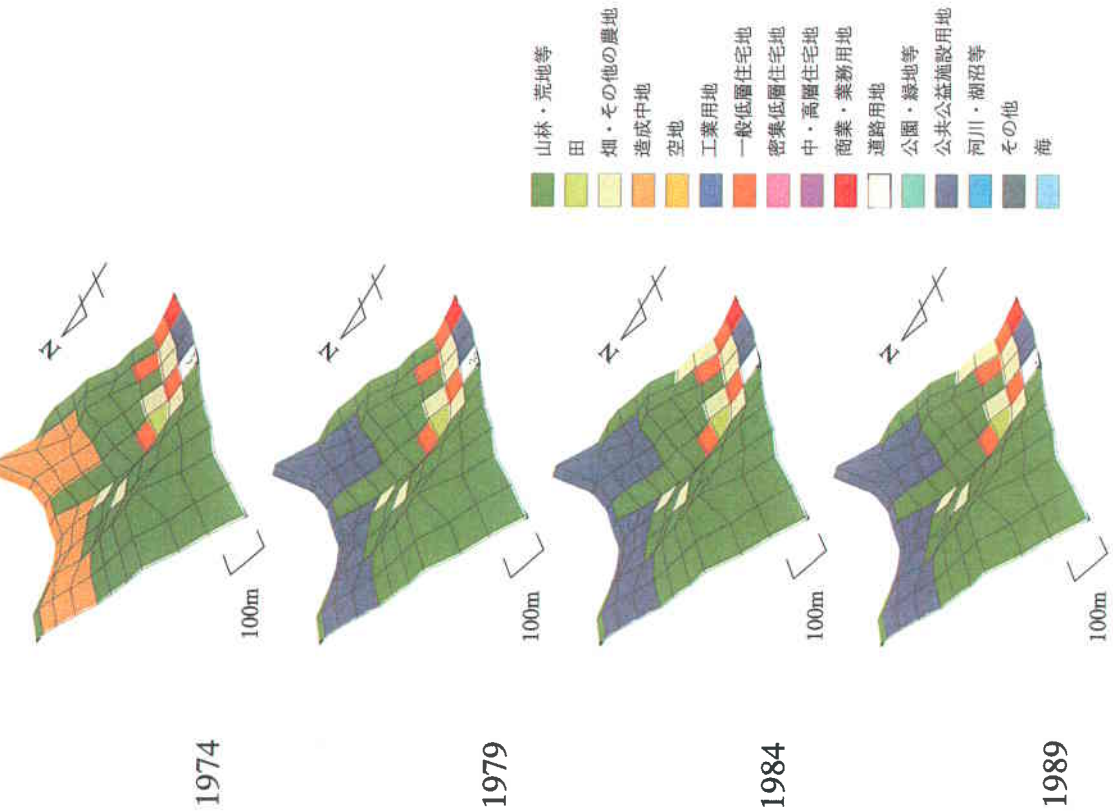 1974
N
100m
1979
N
100m
1984
N
100m
1989
N
100m
山林・荒地等
田
畑・その他の農地
造成中地
空地
工業用地
一般低層住宅地
密集低層住宅地
中・高層住宅地
商業・業務用地
道路用地
公園・緑地等
公共公益施設用地
河川・湖沼等
その他
海